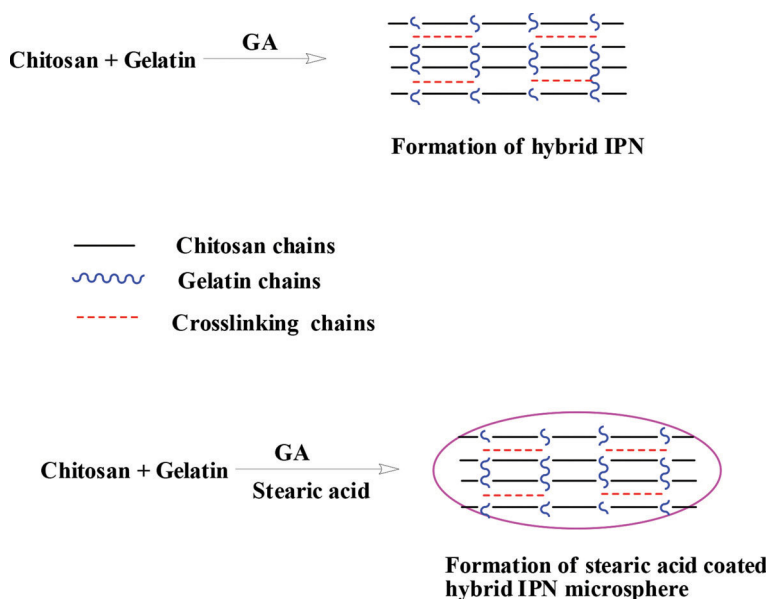 Chitosan + Gelatin
GA
Formation of hybrid IPN
Chitosan chains
Gelatin chains
Crosslinking chains
Chitosan + Gelatin
GA
Stearic acid
Formation of stearic acid coated
hybrid IPN microsphere